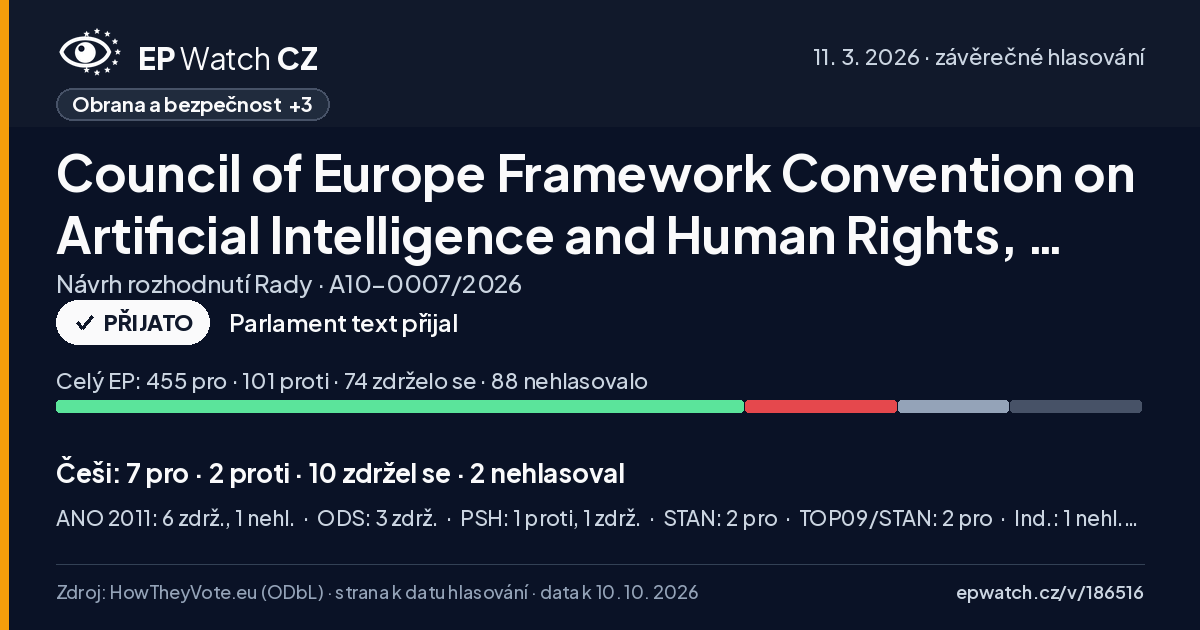 EP Watch CZ
11. 3. 2026 · závěrečné hlasování
Obrana a bezpečnost +3
Council of Europe Framework Convention on
Artificial Intelligence and Human Rights, ...
Návrh rozhodnutí Rady · A10–0007/2026
✓ PŘIJATO Parlament text přijal
Celý EP: 455 pro · 101 proti · 74 zdrželo se · 88 nehlasovalo
Češi: 7 pro · 2 proti · 10 zdržel se · 2 nehlasoval
ANO 2011: 6 zdrž., 1 nehl. · ODS: 3 zdrž. · PSH: 1 proti, 1 zdrž. · STAN: 2 pro · TOP09/STAN: 2 pro · Ind.: 1 nehl....
Zdroj: HowTheyVote.eu (ODbL) · strana k datu hlasování · data k 10. 10. 2026
epwatch.cz/v/186516